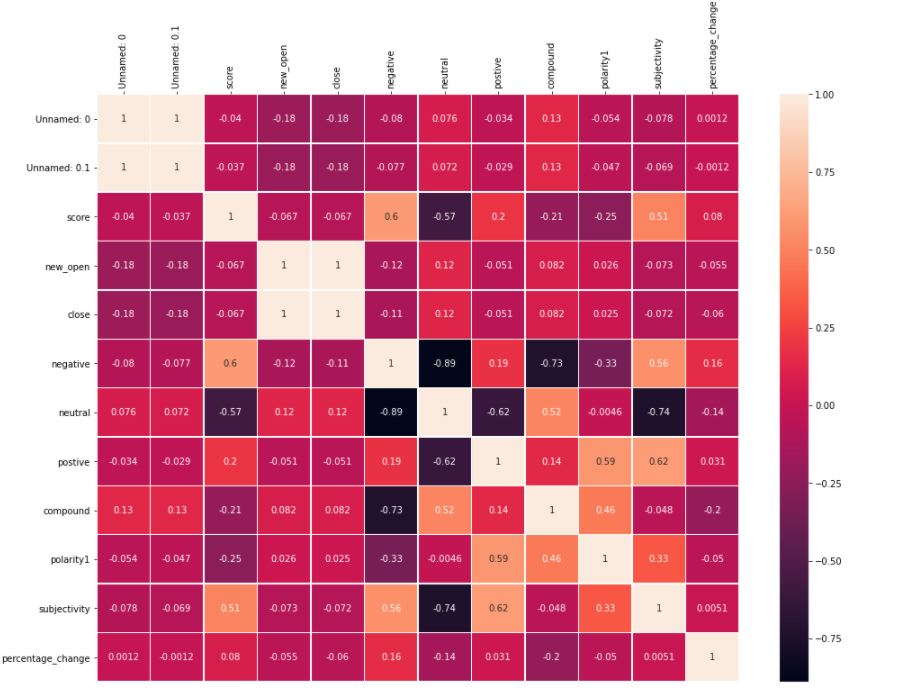 Unnamed: 0 Unnamed: 0.1 score new_open close negative neutral postive compound polarity1 subjectivity percentage_change
Unnamed: 0 1 1 -0.04 -0.18 -0.18 -0.08 0.076 -0.034 0.13 -0.054 -0.078 0.0012
Unnamed: 0.1 1 1 -0.037 -0.18 -0.18 -0.077 0.072 -0.029 0.13 -0.047 -0.069 -0.0012
score -0.04 -0.037 1 -0.067 -0.067 0.6 -0.57 0.2 -0.21 -0.25 0.51 0.08
new_open -0.18 -0.18 -0.067 1 1 -0.12 0.12 -0.051 0.082 0.026 -0.073 -0.055
close -0.18 -0.18 -0.067 1 1 -0.11 0.12 -0.051 0.082 0.025 -0.072 -0.06
negative -0.08 -0.077 0.6 -0.12 -0.11 1 -0.89 0.19 -0.73 -0.33 0.56 0.16
neutral 0.076 0.072 -0.57 0.12 0.12 -0.89 1 -0.62 0.52 -0.0046 -0.74 -0.14
postive -0.034 -0.029 0.2 -0.051 -0.051 0.19 -0.62 1 0.14 0.59 0.62 0.031
compound 0.13 0.13 -0.21 0.082 0.082 -0.73 0.52 0.14 1 0.46 -0.048 -0.2
polarity1 -0.054 -0.047 -0.25 0.026 0.025 -0.33 -0.0046 0.59 0.46 1 0.33 -0.05
subjectivity -0.078 -0.069 0.51 -0.073 -0.072 0.56 -0.74 0.62 -0.048 0.33 1 0.0051
percentage_change 0.0012 -0.0012 0.08 -0.055 -0.06 0.16 -0.14 0.031 -0.2 -0.05 0.0051 1
1.00
0.75
0.50
0.25
0.00
−0.25
−0.50
−0.75